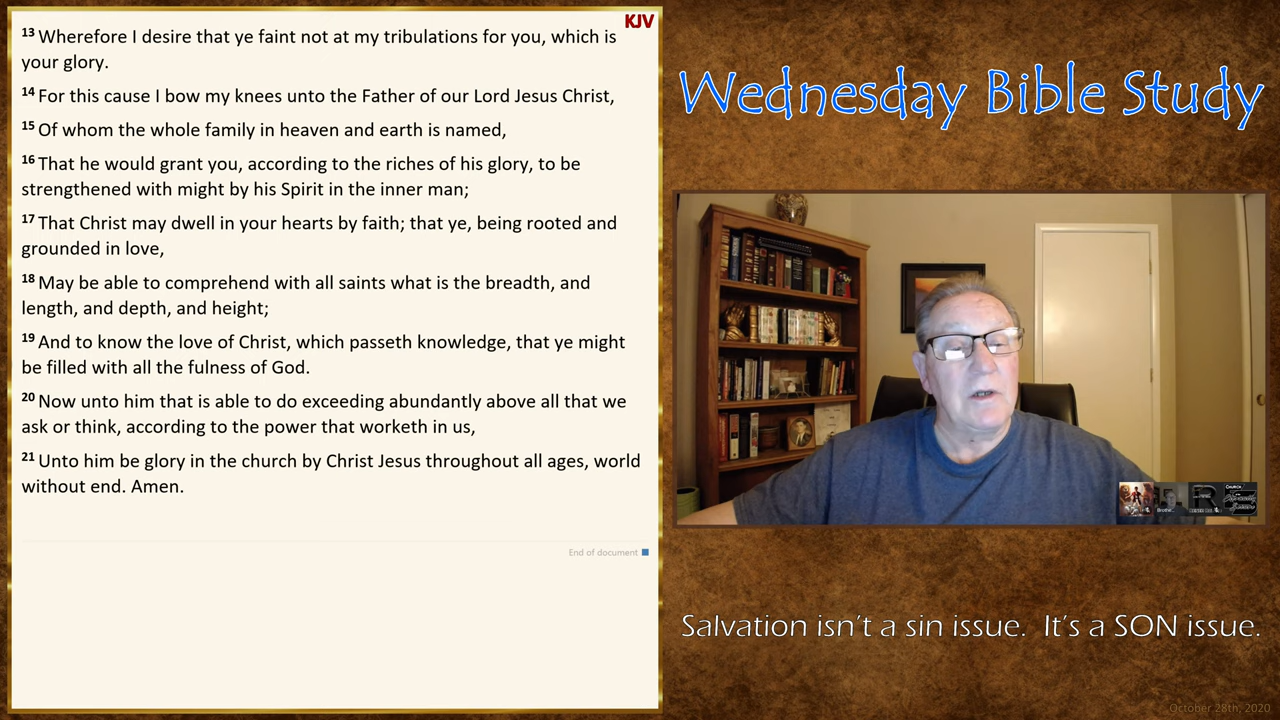 KJV
13 Wherefore I desire that ye faint not at my tribulations for you, which is
your glory.
14 For this cause I bow my knees unto the Father of our Lord Jesus Christ,
15 Of whom the whole family in heaven and earth is named,
16 That he would grant you, according to the riches of his glory, to be
strengthened with might by his Spirit in the inner man;
17 That Christ may dwell in your hearts by faith; that ye, being rooted and
grounded in love,
18 May be able to comprehend with all saints what is the breadth, and
length, and depth, and height;
19 And to know the love of Christ, which passeth knowledge, that ye might
be filled with all the fulness of God.
20 Now unto him that is able to do exceeding abundantly above all that we
ask or think, according to the power that worketh in us,
21 Unto him be glory in the church by Christ Jesus throughout all ages, world
without end. Amen.
End of document
Wednesday Bible Study
Salvation isn't a sin issue. It's a SON issue.
October 28th, 2020